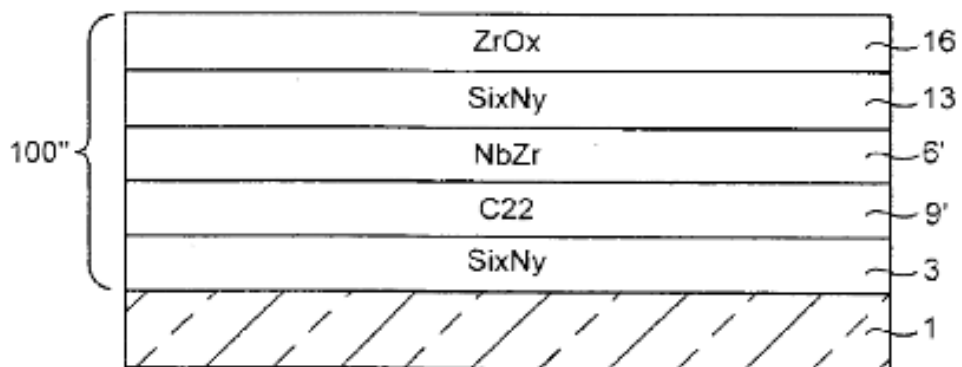 ZrOx 16
SixNy 13
100" NbZr 6'
C22 9'
SixNy 3
1